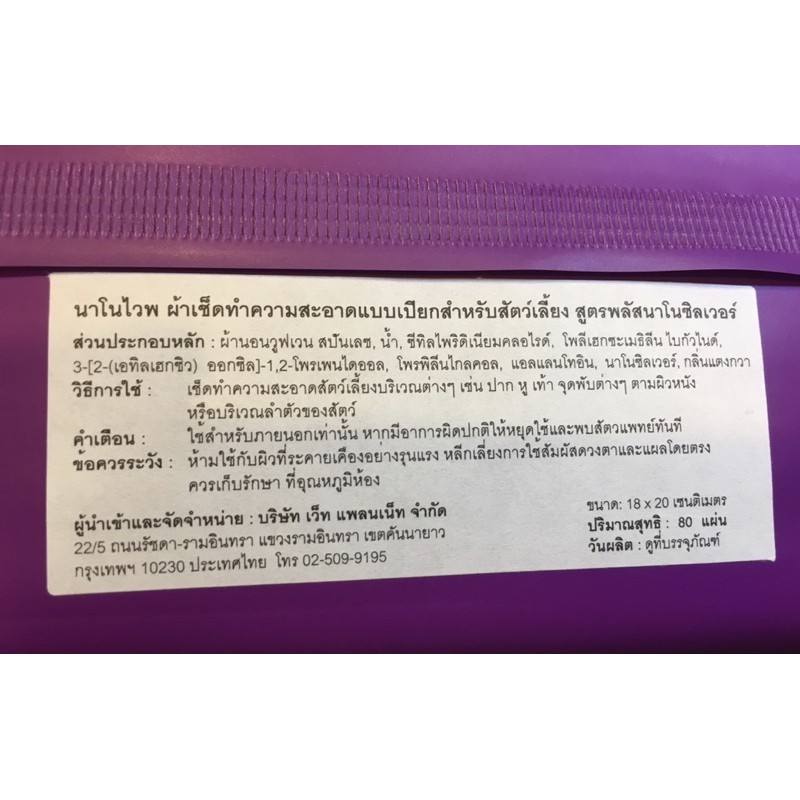 นาโนไวพ ผ้าเช็ดทำความสะอาดแบบเปียกสำหรับสัตว์เลี้ยง สูตรพลัสนาโนซิลเวอร์
ส่วนประกอบหลัก : ผ้านอนวูฟเวน สปันเลซ, น้ำ, ซีทิลไพริดิเนียมคลอไรด์, โพลีเฮกซะเมธิลีน ไบกัวไนด์,
3-[2-(เอทิลเฮกซิว) ออกซิล]-1,2-โพรเพนไดออล, โพรพิลีนไกลคอล, แอลแลนโทอิน, นาโนซิลเวอร์, กลิ่นแตงกวา
วิธีการใช้ : เช็ดทำความสะอาดสัตว์เลี้ยงบริเวณต่างๆ เช่น ปาก หู เท้า จุดพับต่างๆ ตามผิวหนัง
หรือบริเวณลำตัวของสัตว์
คำเตือน : ใช้สำหรับภายนอกเท่านั้น หากมีอาการผิดปกติให้หยุดใช้และพบสัตวแพทย์ทันที
ข้อควรระวัง : ห้ามใช้กับผิวที่ระคายเคืองอย่างรุนแรง หลีกเลี่ยงการใช้สัมผัสดวงตาและแผลโดยตรง
ควรเก็บรักษา ที่อุณหภูมิห้อง
ผู้นำเข้าและจัดจำหน่าย : บริษัท เว็ท แพลนเน็ท จำกัด
22/5 ถนนรัชดา-รามอินทรา แขวงรามอินทรา เขตคันนายาว
กรุงเทพฯ 10230 ประเทศไทย โทร 02-509-9195
ขนาด: 18 x 20 เซนติเมตร
ปริมาณสุทธิ : 80 แผ่น
วันผลิต : ดูที่บรรจุภัณฑ์